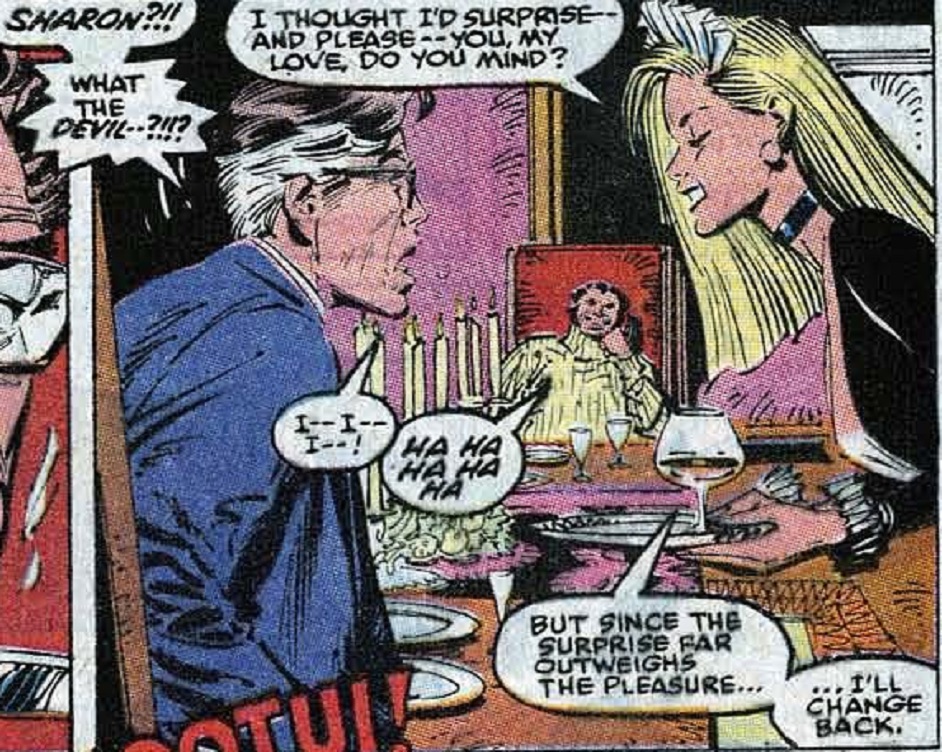 SHARON?!!
WHAT
THE
DEVIL--?!!?
I THOUGHT I'D SURPRISE--
AND PLEASE--YOU, MY
LOVE, DO YOU MIND?
I-- I--
I--!
HA HA
HA HA
HA
BUT SINCE THE
SURPRISE FAR
OUTWEIGHS
THE PLEASURE...
...I'LL
CHANGE
BACK.